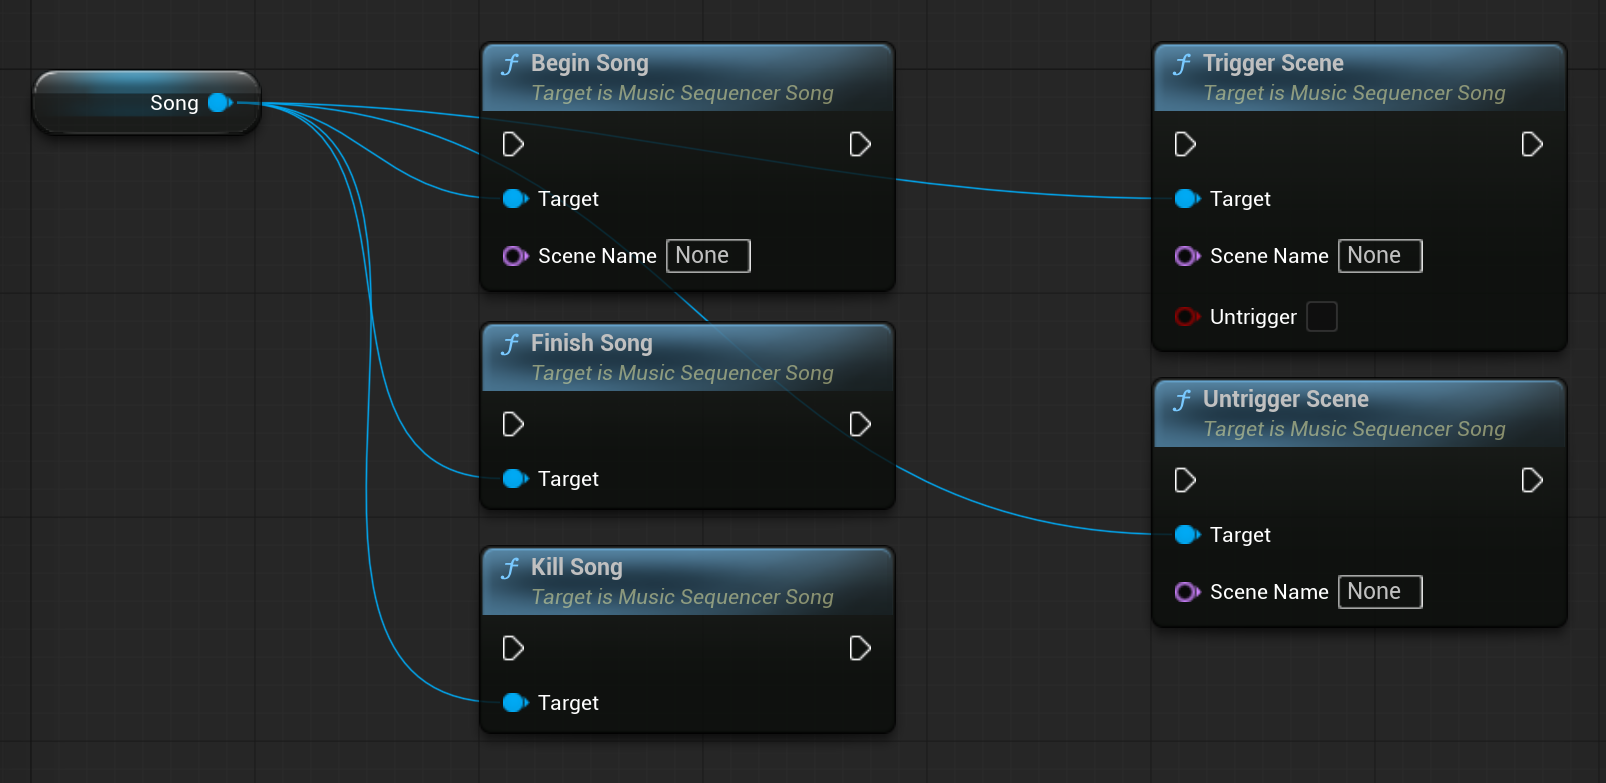 Song
Begin Song
Target is Music Sequencer Song
Target
Scene Name None
Finish Song
Target is Music Sequencer Song
Target
Kill Song
Target is Music Sequencer Song
Target
Trigger Scene
Target is Music Sequencer Song
Target
Scene Name None
Untrigger
Untrigger Scene
Target is Music Sequencer Song
Target
Scene Name None